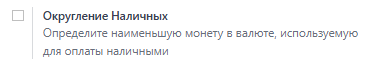 Округление Наличных
Определите наименьшую монету в валюте, используемую
для оплаты наличными